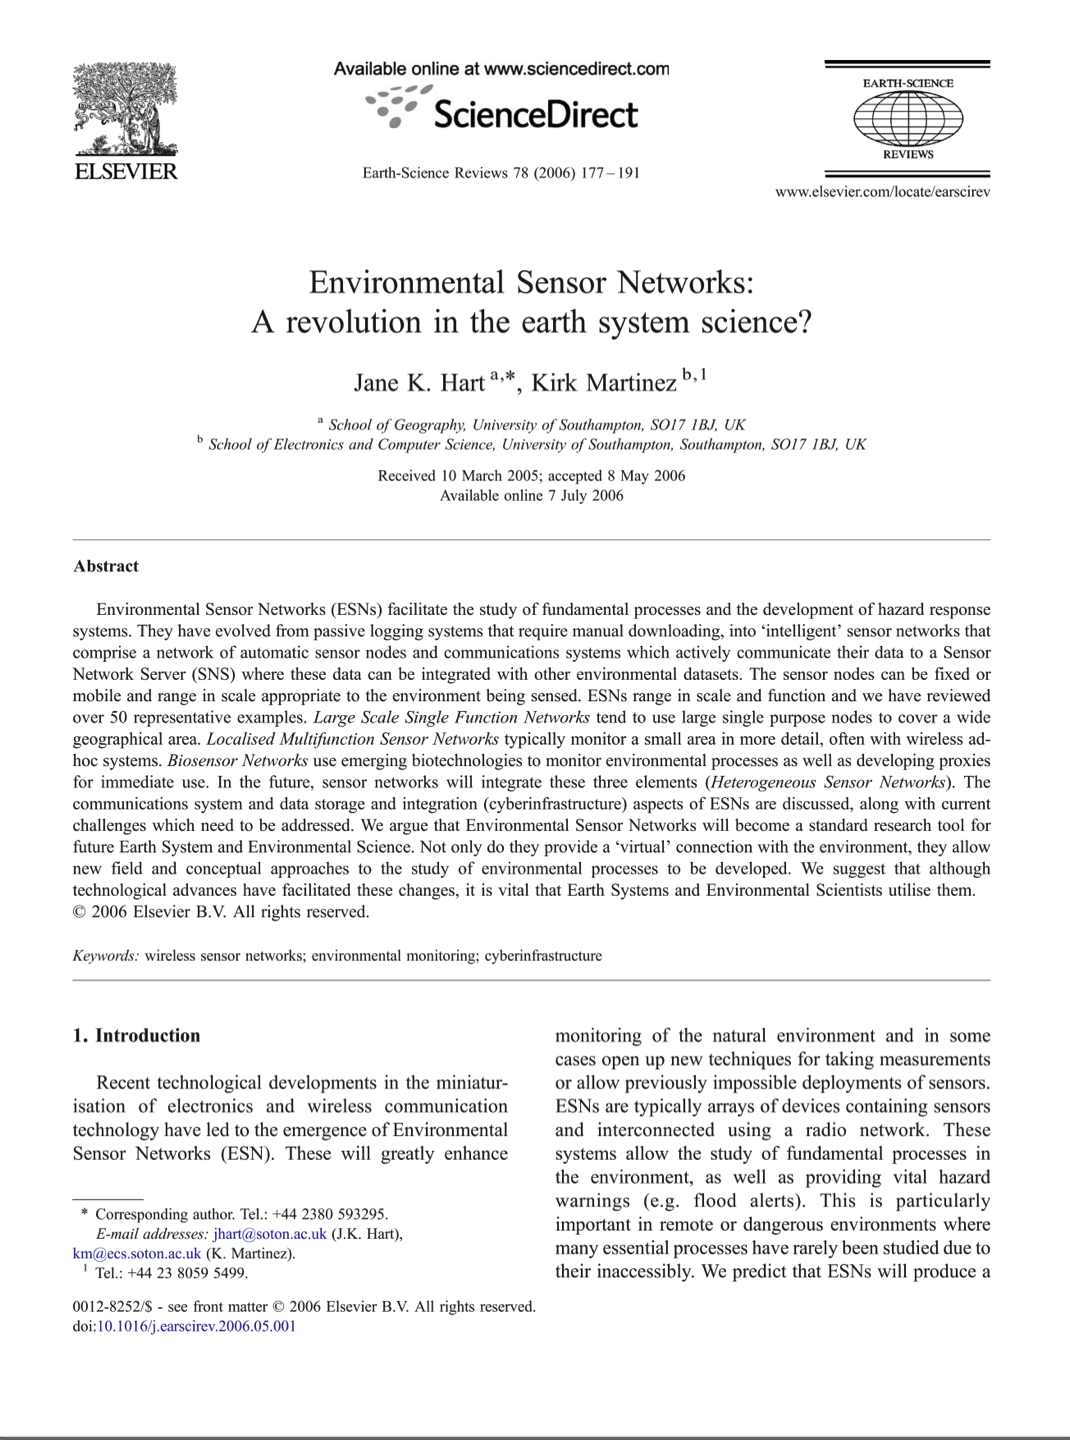 Available online at www.sciencedirect.com
ScienceDirect
ELSEVIER
Earth-Science Reviews 78 (2006) 177–191
EARTH-SCIENCE
REVIEWS
www.elsevier.com/locate/earscirev
Environmental Sensor Networks:
A revolution in the earth system science?
Jane K. Hart a,*, Kirk Martinez b,1
a School of Geography, University of Southampton, SO17 1BJ, UK
b School of Electronics and Computer Science, University of Southampton, Southampton, SO17 1BJ, UK
Received 10 March 2005; accepted 8 May 2006
Available online 7 July 2006
Abstract
Environmental Sensor Networks (ESNs) facilitate the study of fundamental processes and the development of hazard response
systems. They have evolved from passive logging systems that require manual downloading, into ‘intelligent’ sensor networks that
comprise a network of automatic sensor nodes and communications systems which actively communicate their data to a Sensor
Network Server (SNS) where these data can be integrated with other environmental datasets. The sensor nodes can be fixed or
mobile and range in scale appropriate to the environment being sensed. ESNs range in scale and function and we have reviewed
over 50 representative examples. Large Scale Single Function Networks tend to use large single purpose nodes to cover a wide
geographical area. Localised Multifunction Sensor Networks typically monitor a small area in more detail, often with wireless ad-
hoc systems. Biosensor Networks use emerging biotechnologies to monitor environmental processes as well as developing proxies
for immediate use. In the future, sensor networks will integrate these three elements (Heterogeneous Sensor Networks). The
communications system and data storage and integration (cyberinfrastructure) aspects of ESNs are discussed, along with current
challenges which need to be addressed. We argue that Environmental Sensor Networks will become a standard research tool for
future Earth System and Environmental Science. Not only do they provide a ‘virtual’ connection with the environment, they allow
new field and conceptual approaches to the study of environmental processes to be developed. We suggest that although
technological advances have facilitated these changes, it is vital that Earth Systems and Environmental Scientists utilise them.
© 2006 Elsevier B.V. All rights reserved.
Keywords: wireless sensor networks; environmental monitoring; cyberinfrastructure
1. Introduction
Recent technological developments in the miniatur-
isation of electronics and wireless communication
technology have led to the emergence of Environmental
Sensor Networks (ESN). These will greatly enhance
monitoring of the natural environment and in some
cases open up new techniques for taking measurements
or allow previously impossible deployments of sensors.
ESNs are typically arrays of devices containing sensors
and interconnected using a radio network. These
systems allow the study of fundamental processes in
the environment, as well as providing vital hazard
warnings (e.g. flood alerts). This is particularly
important in remote or dangerous environments where
many essential processes have rarely been studied due to
their inaccessibly. We predict that ESNs will produce a
* Corresponding author. Tel.: +44 2380 593295.
E-mail addresses: jhart@soton.ac.uk (J.K. Hart),
km@ecs.soton.ac.uk (K. Martinez).
1 Tel.: +44 23 8059 5499.
0012-8252/$ - see front matter © 2006 Elsevier B.V. All rights reserved.
doi:10.1016/j.earscirev.2006.05.001